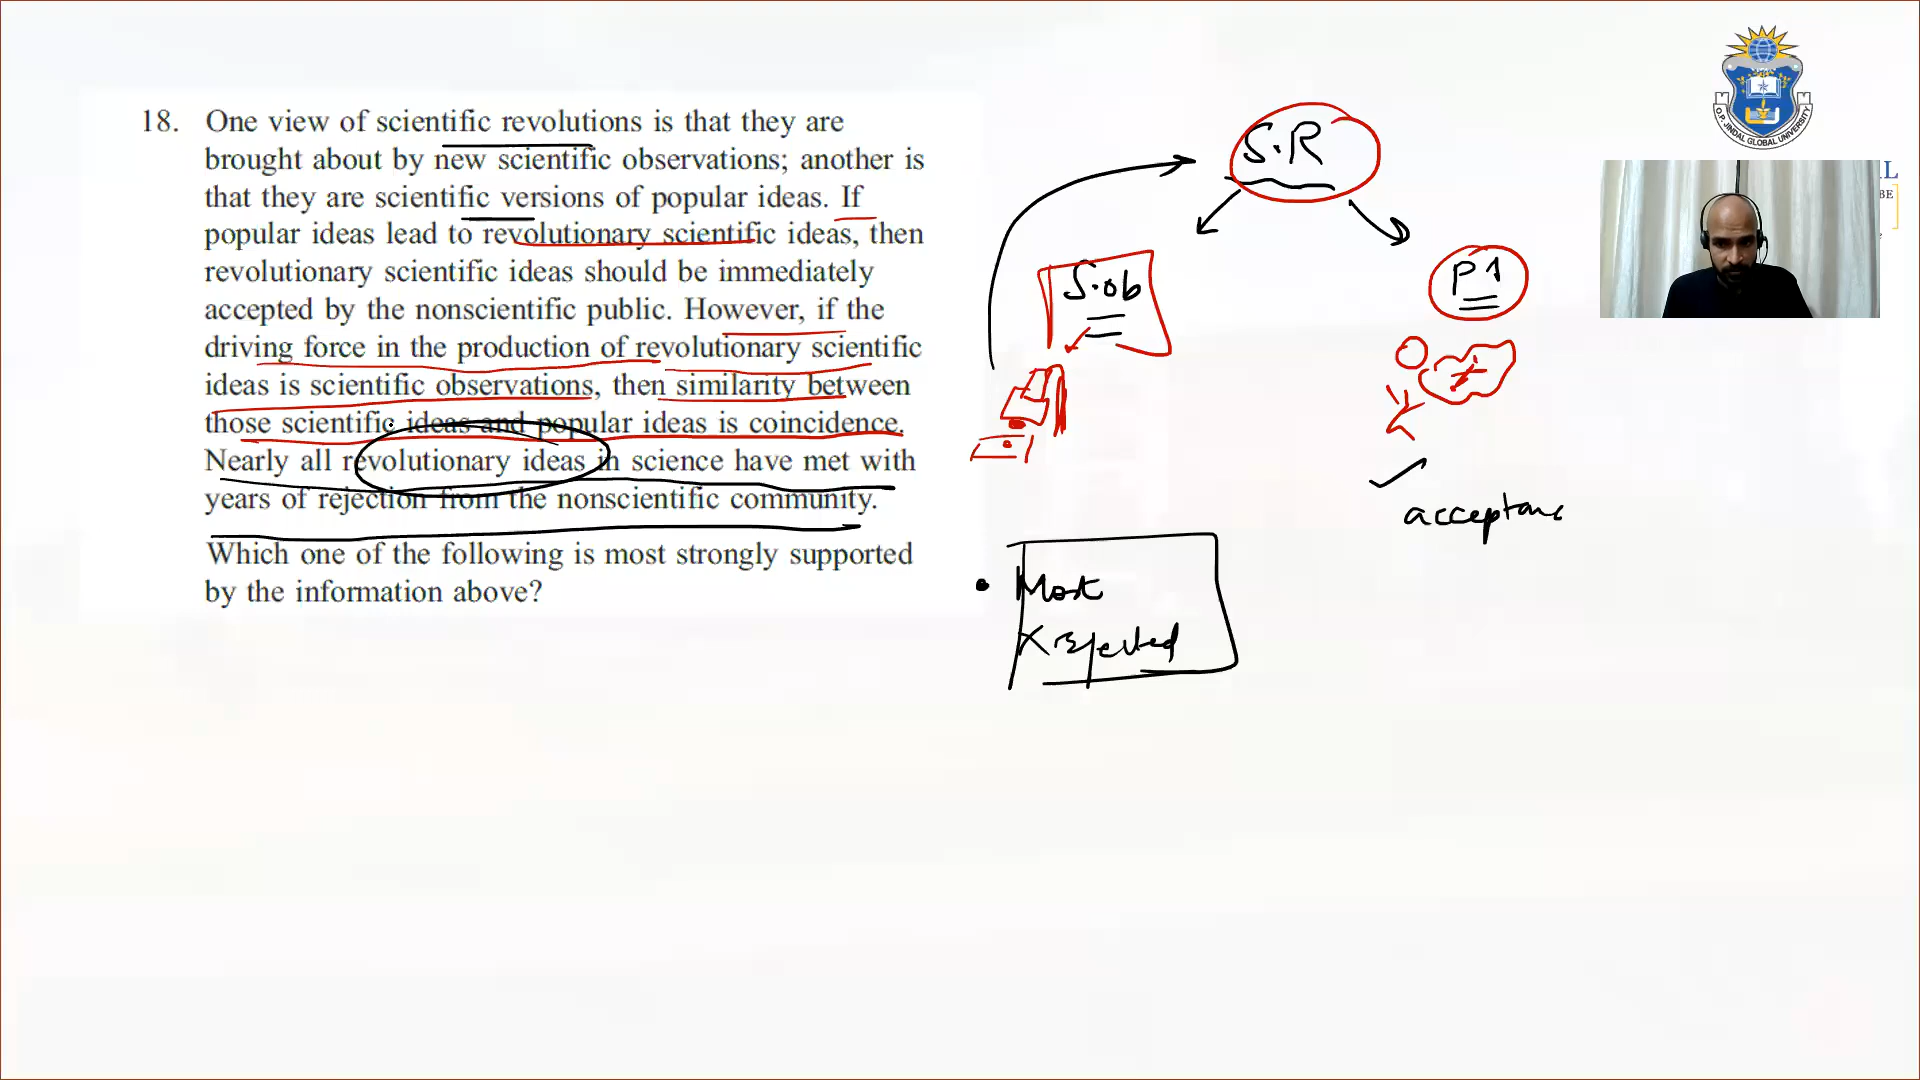 18. One view of scientific revolutions is that they are
brought about by new scientific observations; another is
that they are scientific versions of popular ideas. If
popular ideas lead to revolutionary scientific ideas, then
revolutionary scientific ideas should be immediately
accepted by the nonscientific public. However, if the
driving force in the production of revolutionary scientific
ideas is scientific observations, then similarity between
those scientific ideas and popular ideas is coincidence.
Nearly all revolutionary ideas in science have met with
years of rejection from the nonscientific community.
Which one of the following is most strongly supported
by the information above?
S.R
S.ob
P1
acceptanc
• Most
X rejected
O.P. JINDAL GLOBAL UNIVERSITY
L
BE